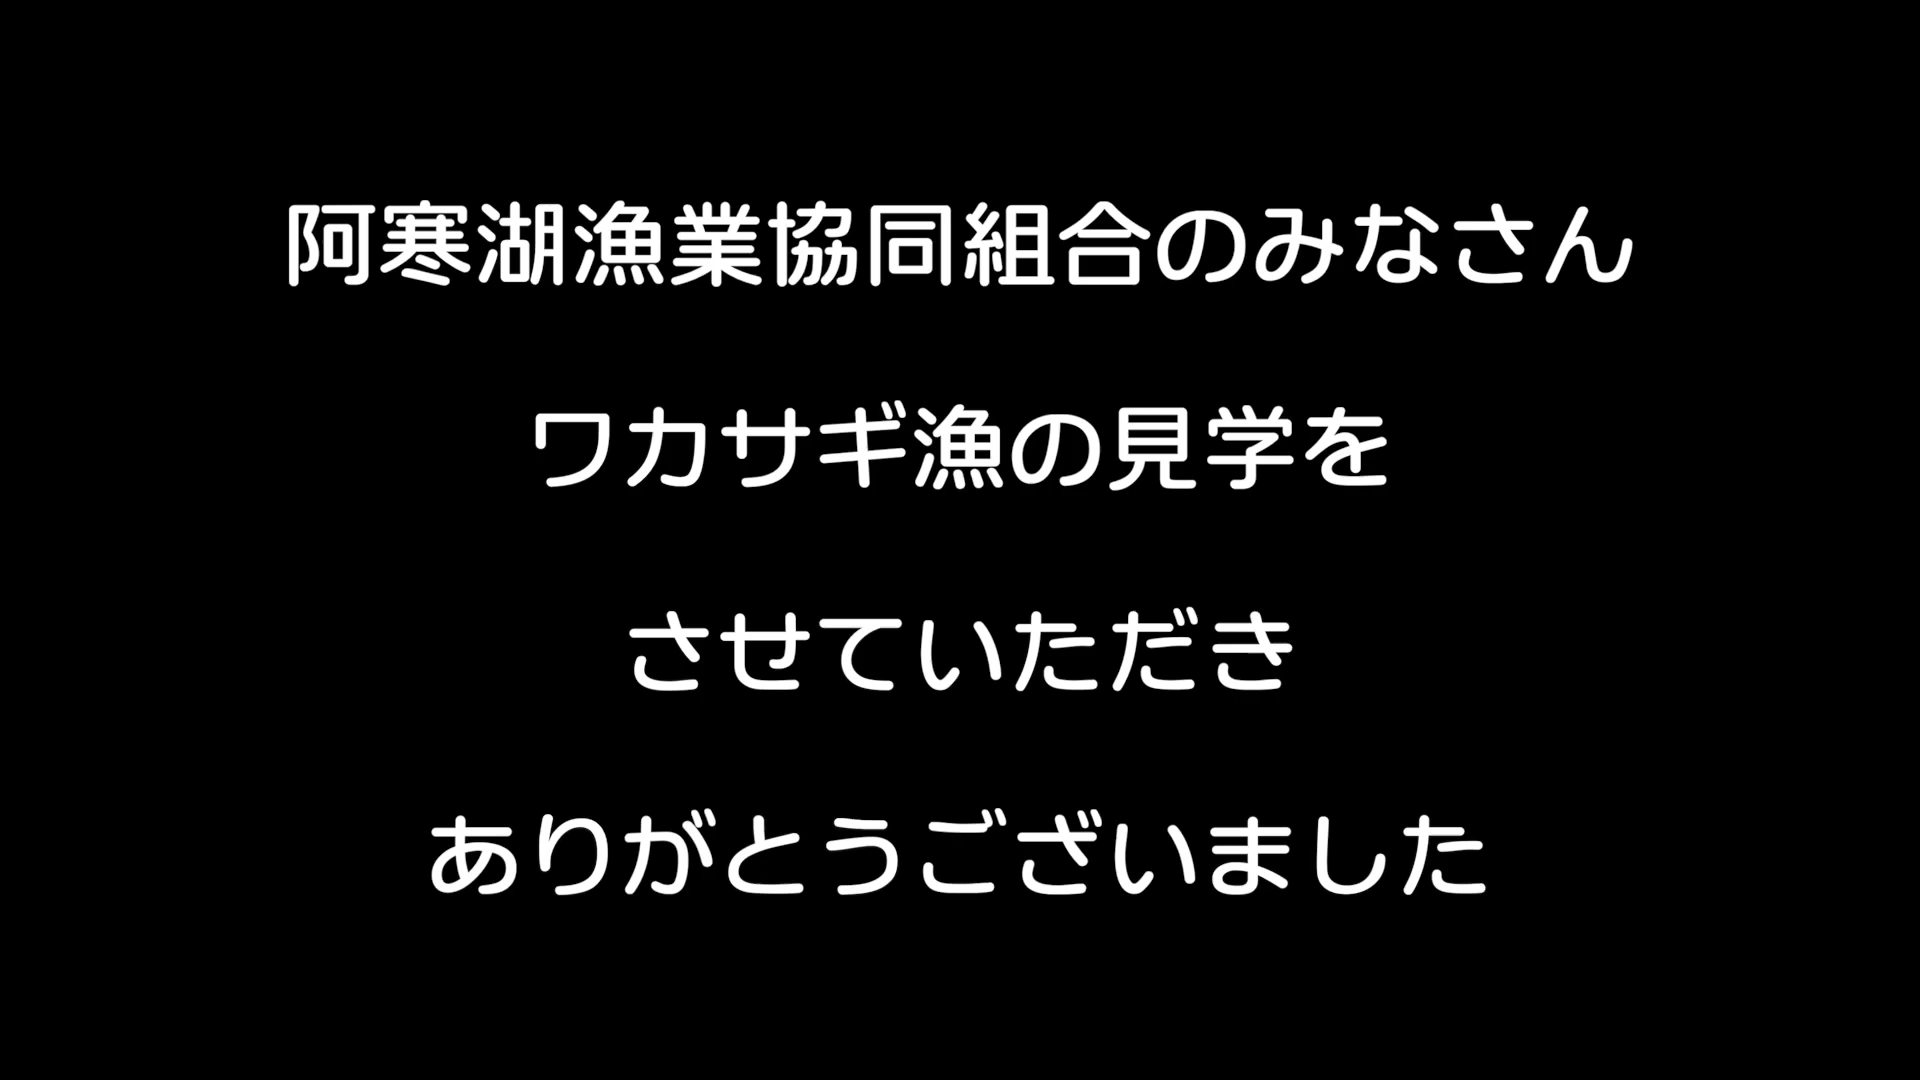 阿寒湖漁業協同組合のみなさん
ワカサギ漁の見学を
させていただき
ありがとうございました